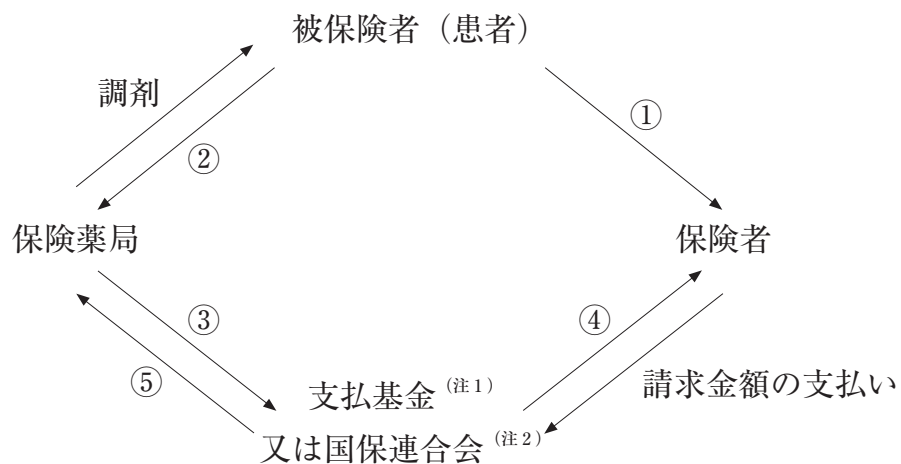 被保険者（患者）
調剤
①
②
保険薬局
保険者
③
④
⑤
支払基金（注１）
請求金額の支払い
又は国保連合会（注２）